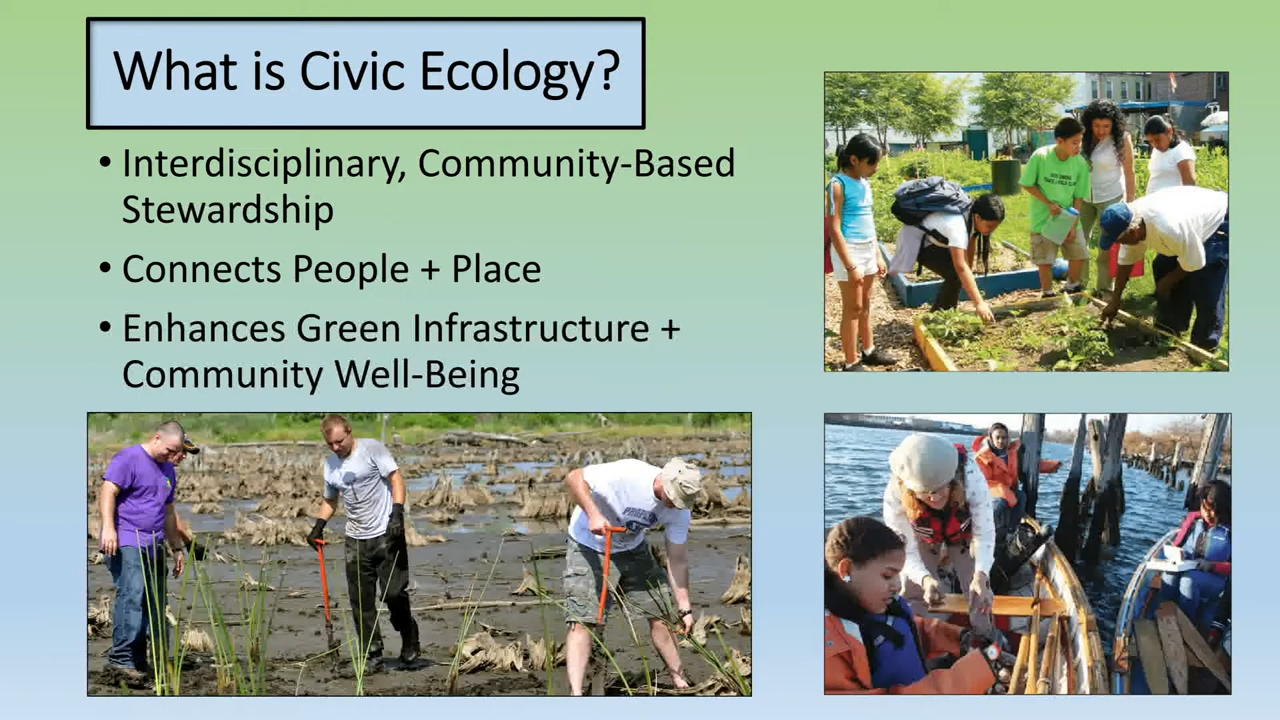 What is Civic Ecology?
• Interdisciplinary, Community-Based
Stewardship
• Connects People + Place
• Enhances Green Infrastructure +
Community Well-Being